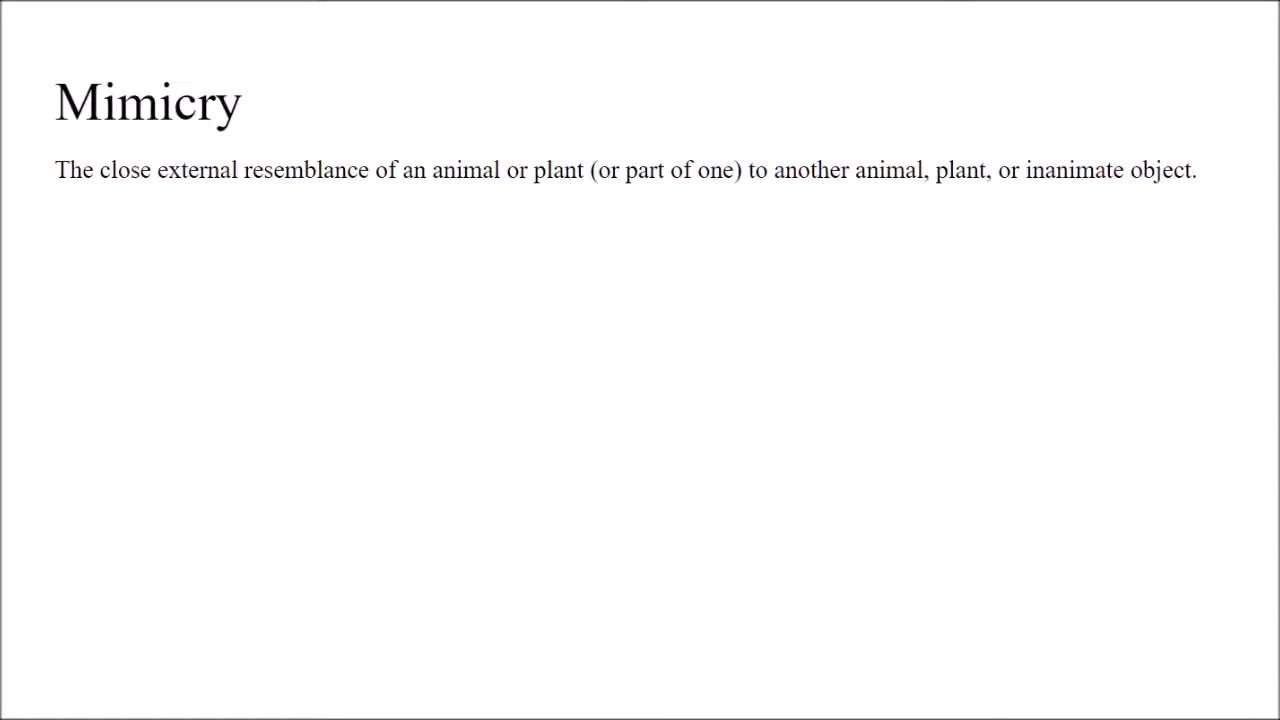 Mimicry
The close external resemblance of an animal or plant (or part of one) to another animal, plant, or inanimate object.